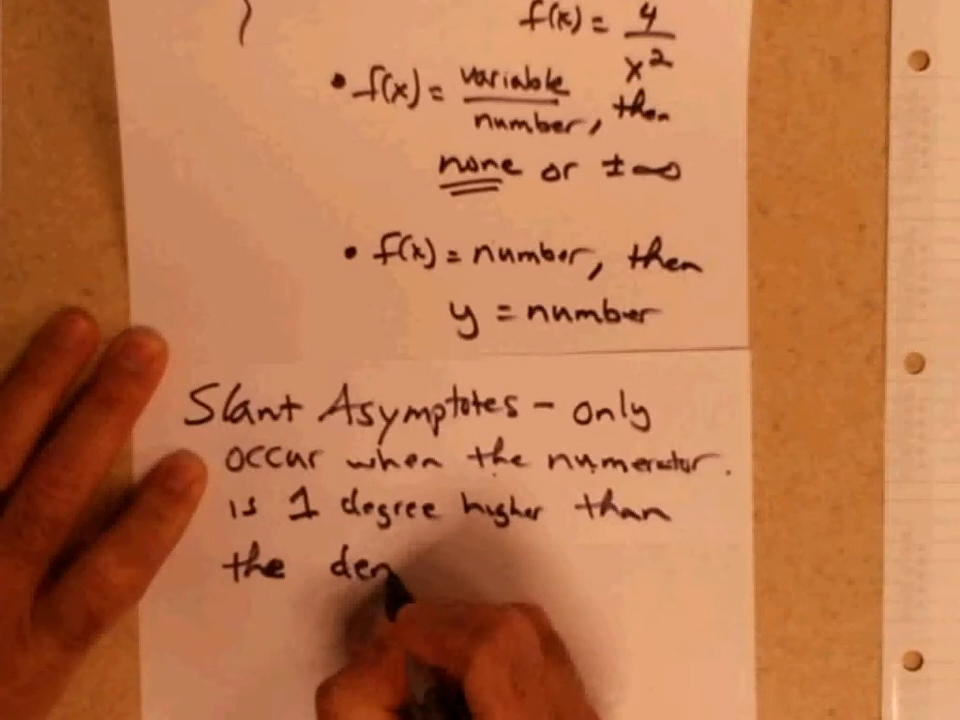 f(x) = 4/x²
• f(x) = variable/number, then
none or ±∞
• f(x) = number, then
y = number
Slant Asymptotes - only
occur when the numerator
is 1 degree higher than
the den